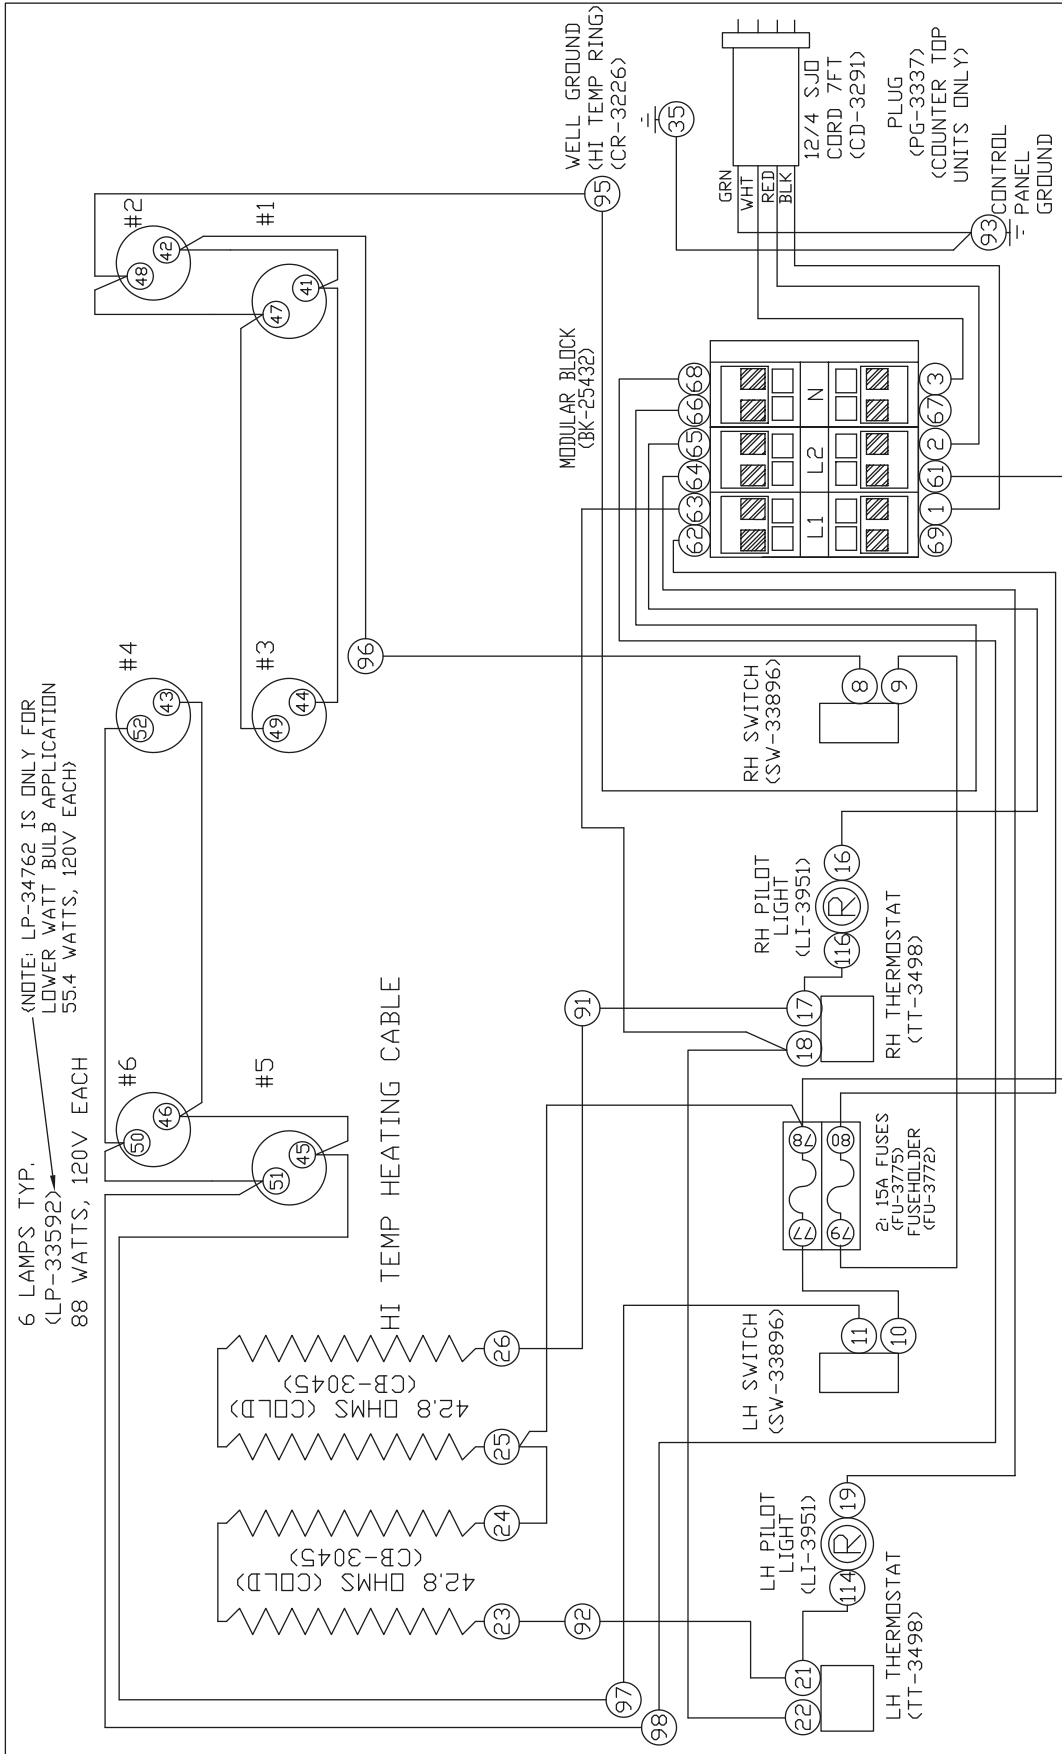 6 LAMPS TYP.
(LP-33592)
88 WATTS, 120V EACH
(NOTE: LP-34762 IS ONLY FOR
LOWER WATT BULB APPLICATION
55.4 WATTS, 120V EACH)
#6
50
46
#5
51
45
#4
52
43
#3
49
44
#2
48
42
#1
47
41
96
95
WELL GROUND
(HI TEMP RING)
(CR-3226)
35
HI TEMP HEATING CABLE
42.8 OHMS (COLD)
(CB-3045)
23
24
42.8 OHMS (COLD)
(CB-3045)
25
26
92
91
97
98
MODULAR BLOCK
(BK-25432)
62
63
64
65
66
68
L1
L2
N
69
1
61
2
67
3
GRN
WHT
RED
BLK
12/4 SJO
CORD 7FT
(CD-3291)
PLUG
(PG-3337)
(COUNTER TOP
UNITS ONLY)
93
CONTROL
PANEL
GROUND
LH PILOT
LIGHT
(LI-3951)
114
R
19
22
21
LH THERMOSTAT
(TT-3498)
LH SWITCH
(SW-33896)
11
10
77
78
79
80
2: 15A FUSES
(FU-3775)
FUSEHOLDER
(FU-3772)
RH PILOT
LIGHT
(LI-3951)
116
R
16
18
17
RH THERMOSTAT
(TT-3498)
RH SWITCH
(SW-33896)
8
9